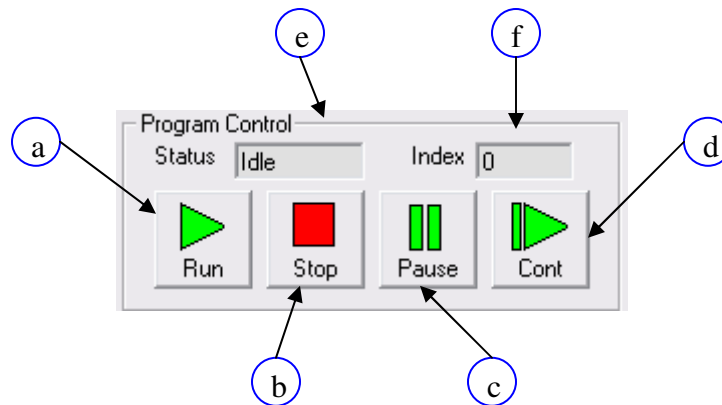 e f
Program Control
a d
Status Idle Index 0
Run Stop Pause Cont
b c